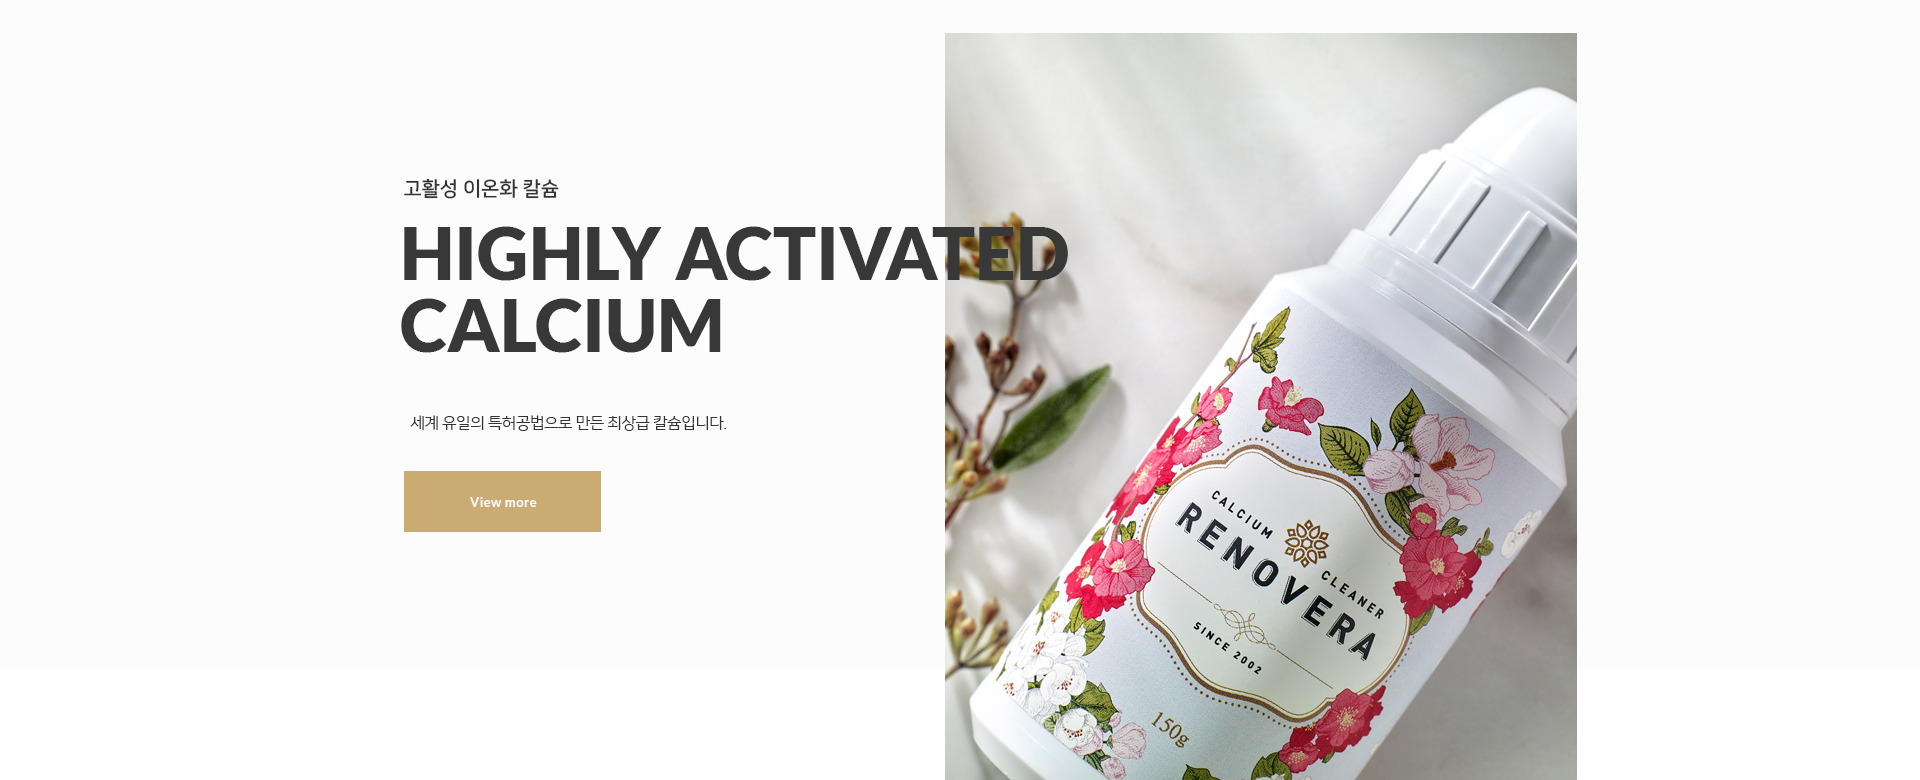 고활성 이온화 칼슘
HIGHLY ACTIVATED
CALCIUM
세계 유일의 특허공법으로 만든 최상급 칼슘입니다.
View more
CALCIUM CLEANER
RENOVERA
SINCE 2002
150g